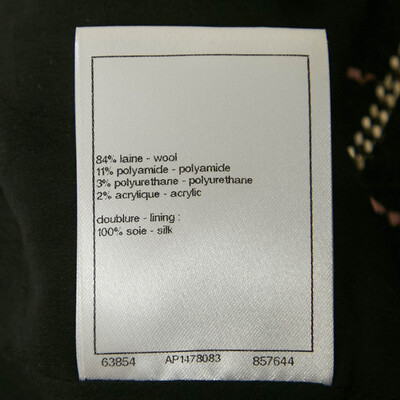 84% laine - wool
11% polyamide - polyamide
3% polyurethane - polyurethane
2% acrylique - acrylic
doublure - lining :
100% soie - silk
63854 AP1478083 857644